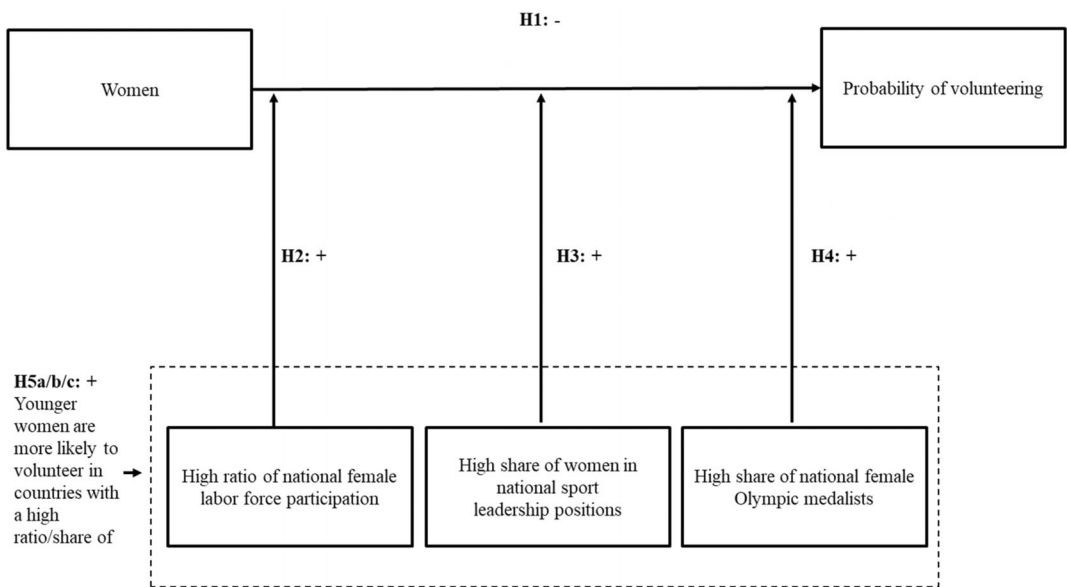 H1: -
Women
Probability of volunteering
H2: +
H3: +
H4: +
H5a/b/c: +
Younger
women are
more likely to
volunteer in
countries with
a high
ratio/share of
High ratio of national female
labor force participation
High share of women in
national sport
leadership positions
High share of national female
Olympic medalists